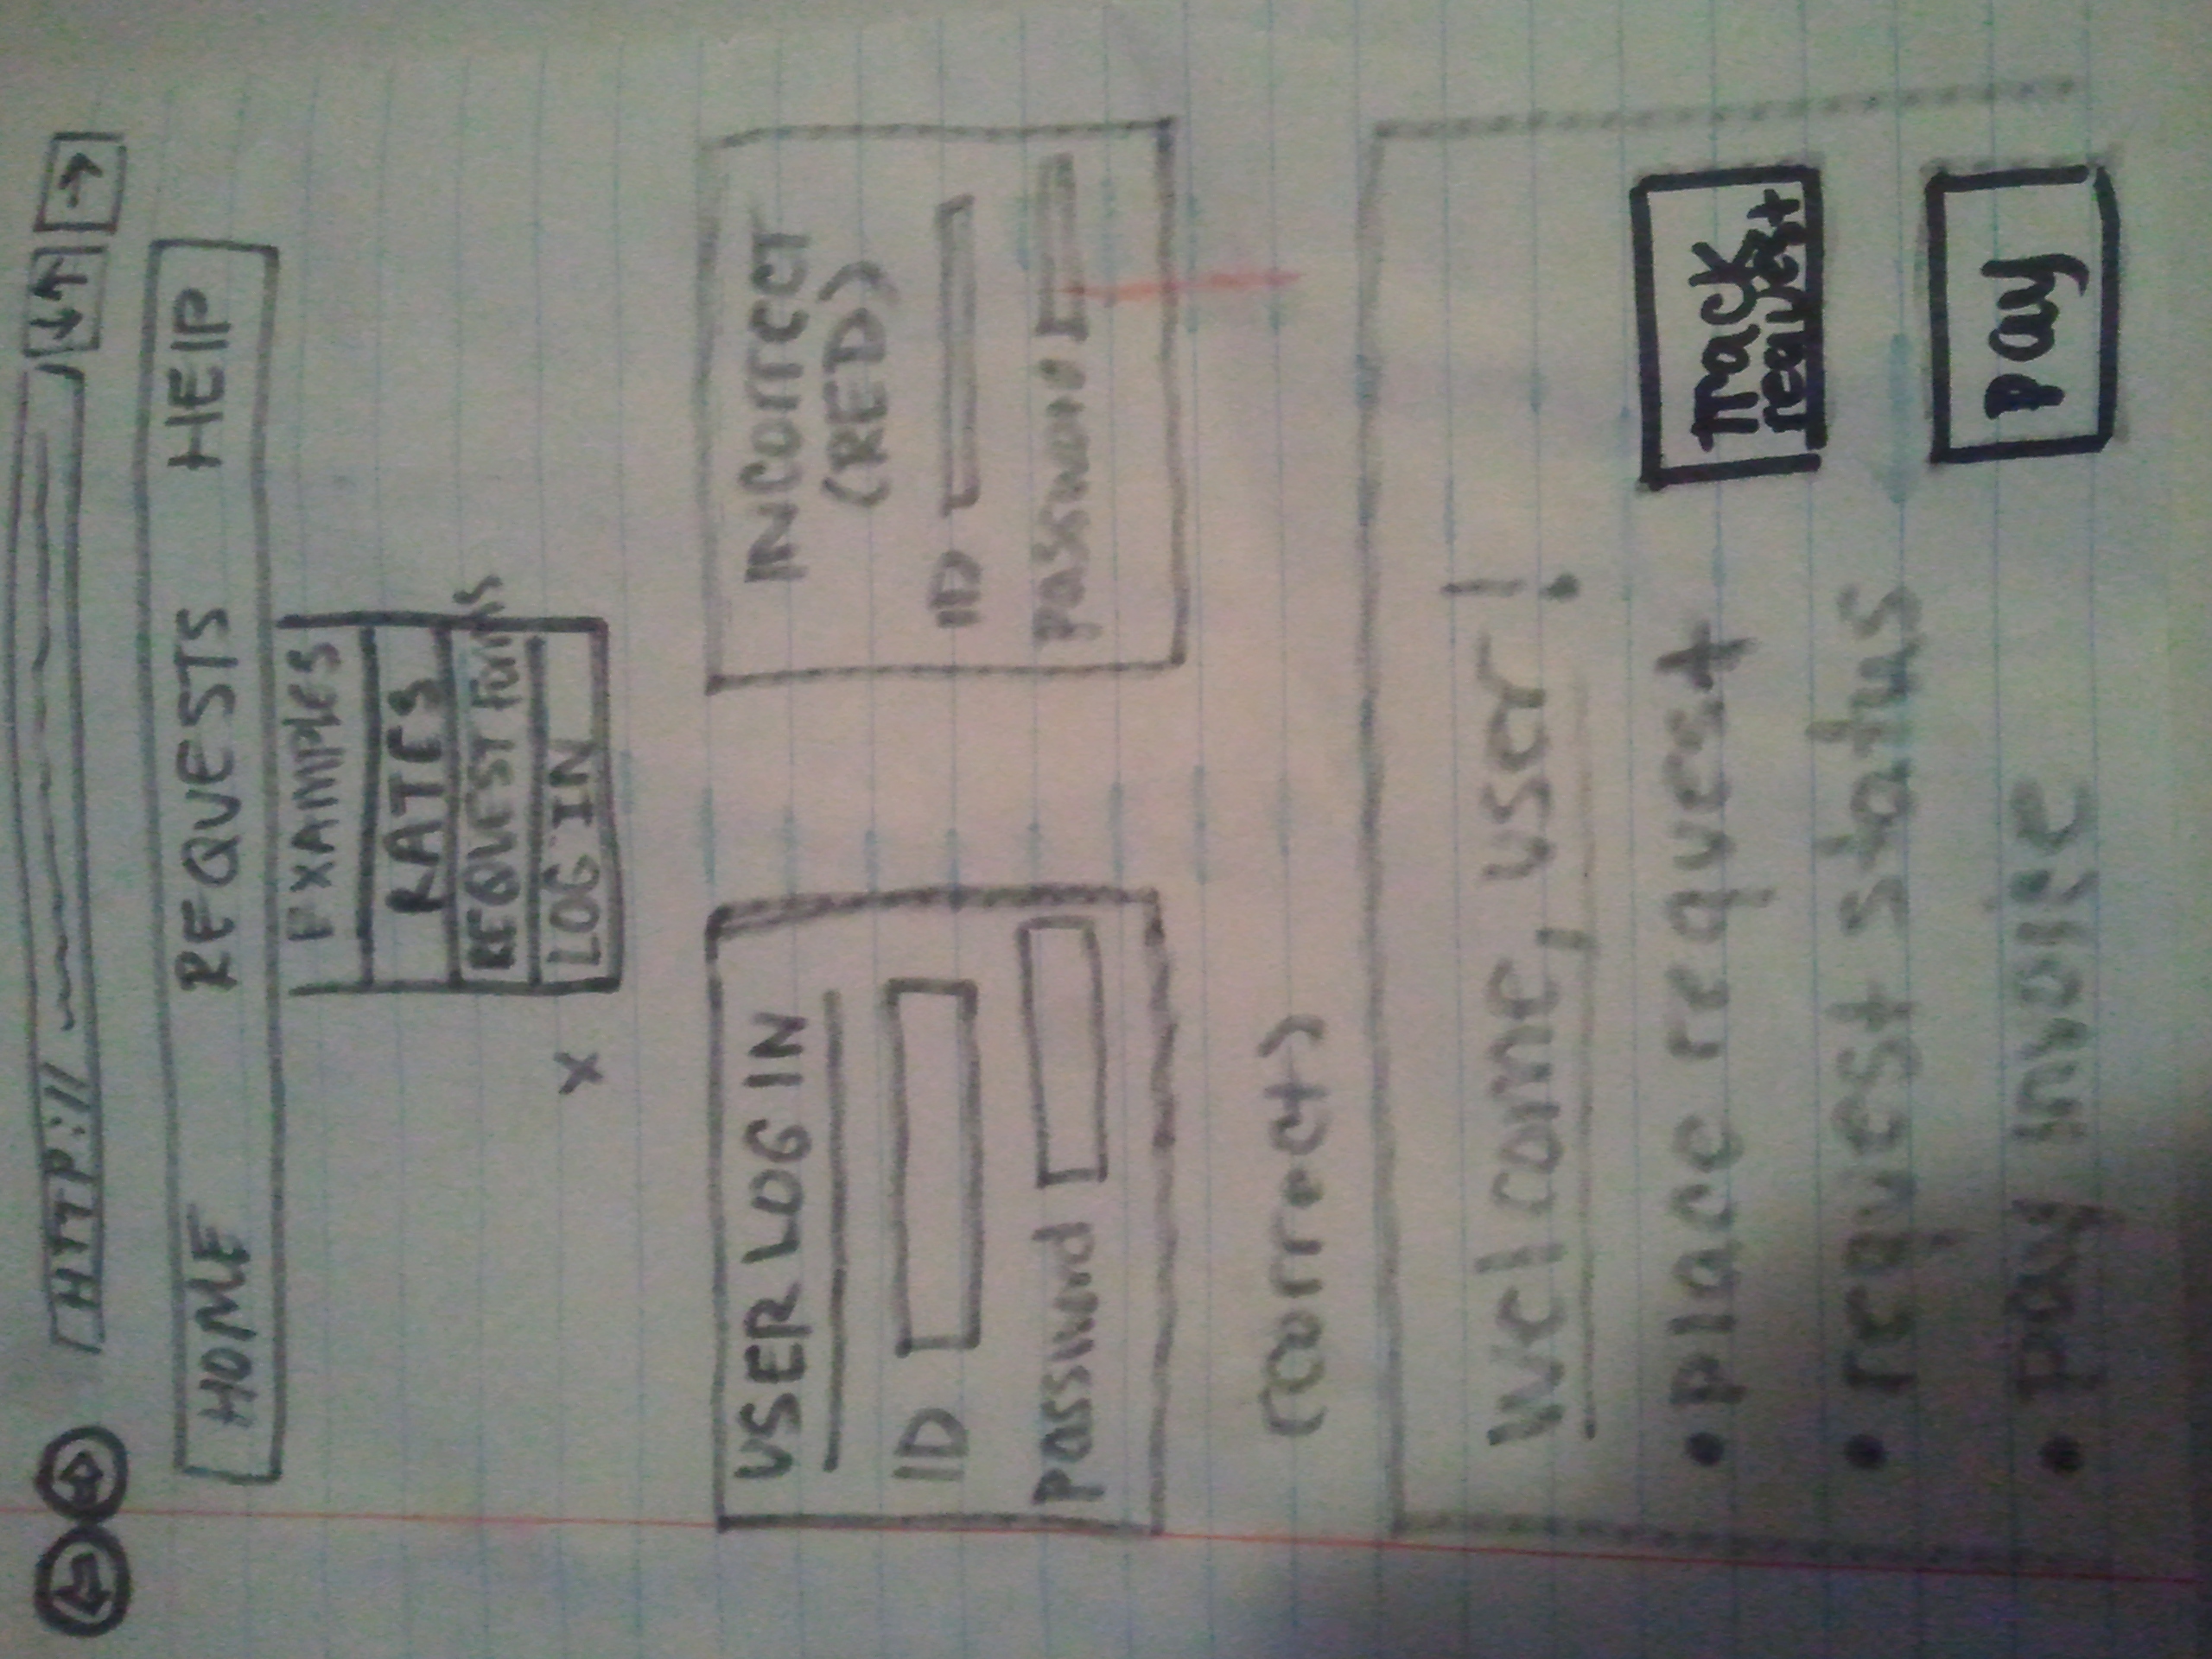 HTTP://
HOME REQUESTS HElP
EXAMPlES
RATES
REQUEST Forms
X LOG IN
USER LOG IN
ID
Password
INCorrecT
(RED)
ID
Password
(correct)
Welcome, user!
• place request
Track
request
• request status
• pay invoice
pay